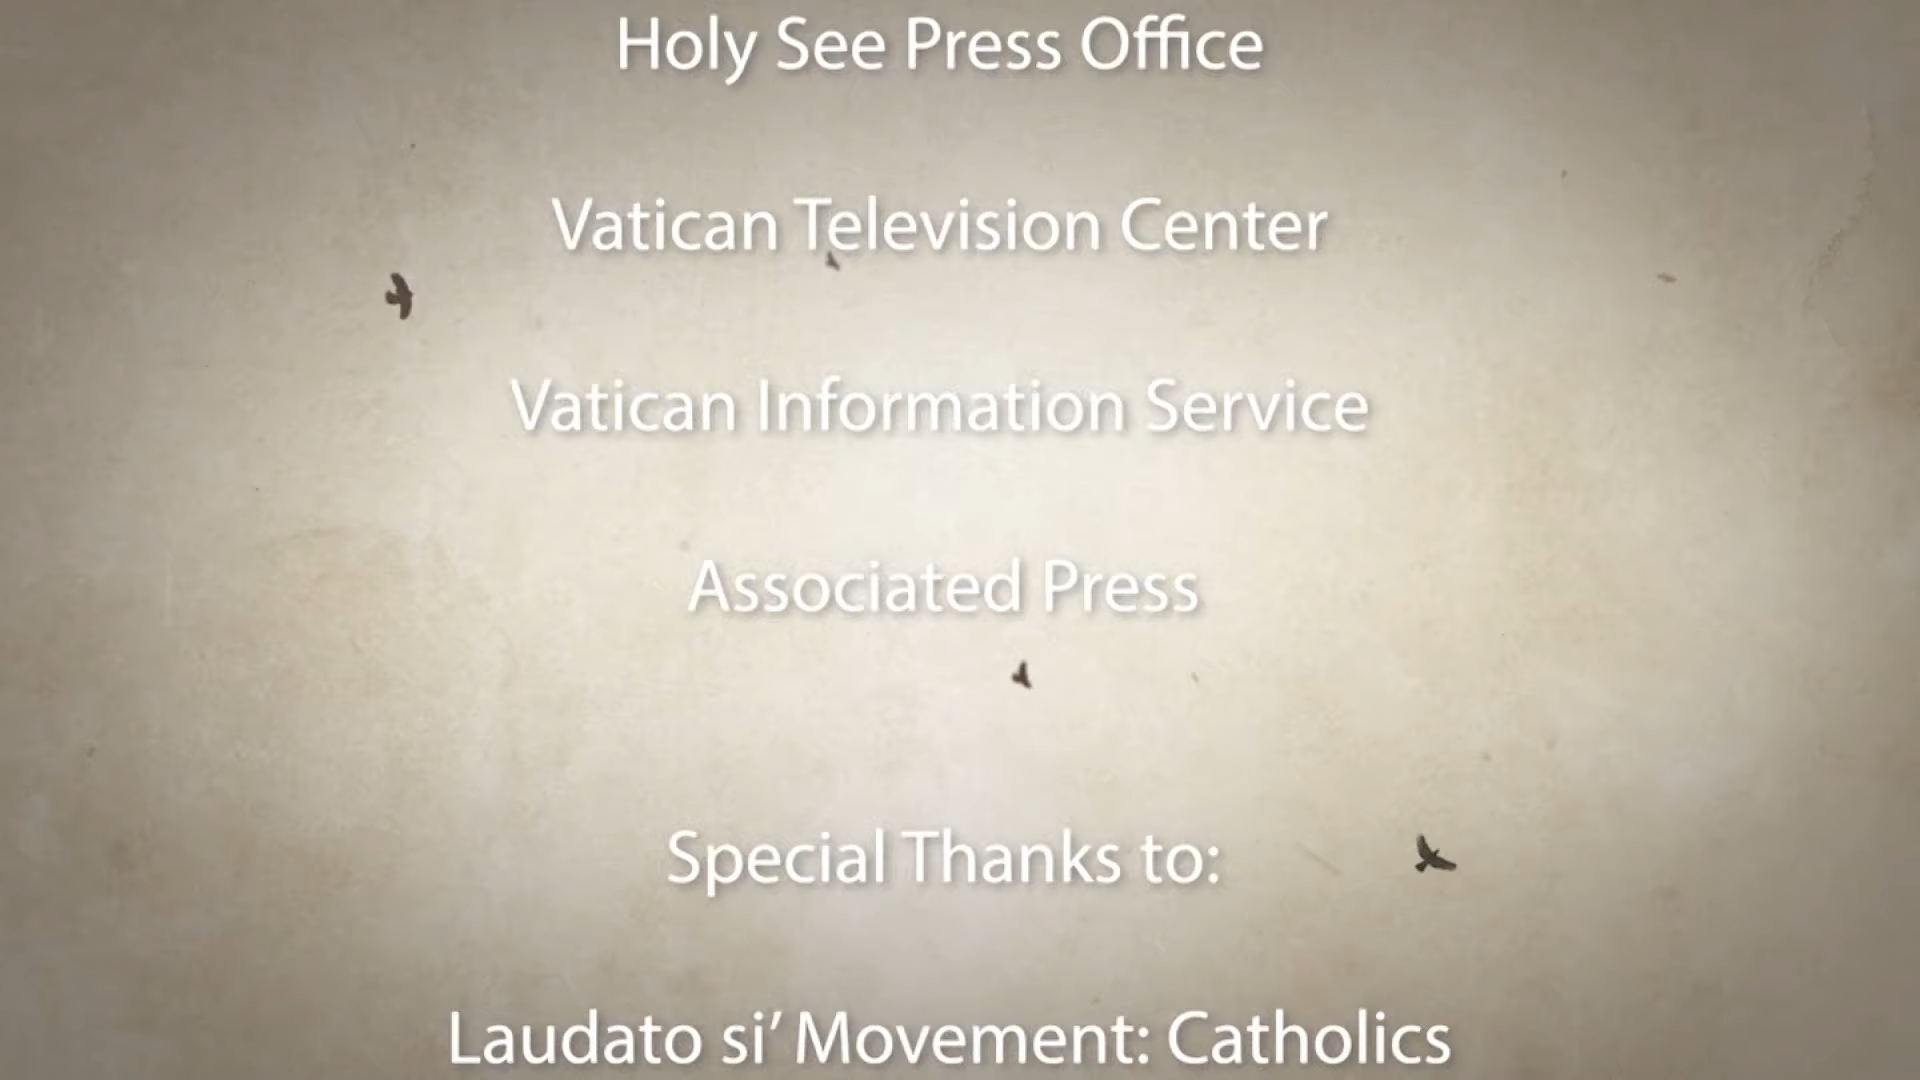 Holy See Press Office
Vatican Television Center
Vatican Information Service
Associated Press
Special Thanks to:
Laudato si’ Movement: Catholics